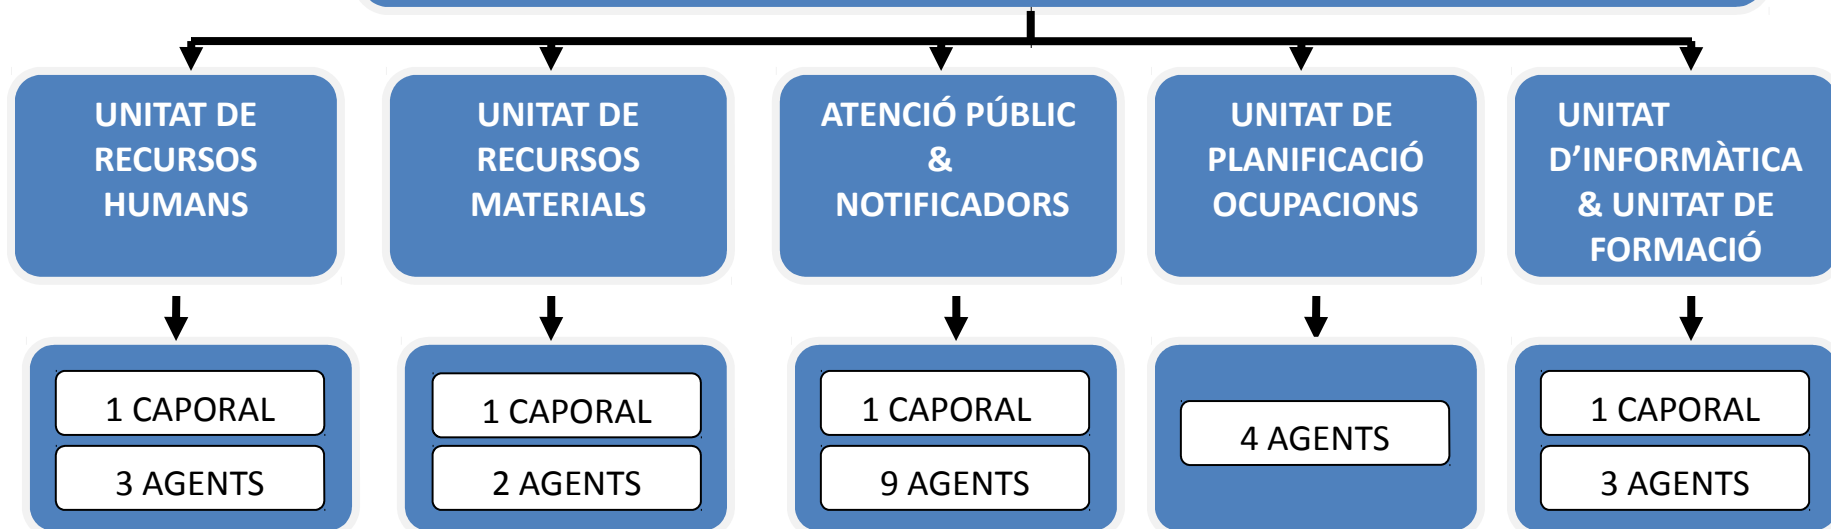 UNITAT DE
RECURSOS
HUMANS
UNITAT DE
RECURSOS
MATERIALS
ATENCIÓ PÚBLIC
&
NOTIFICADORS
UNITAT DE
PLANIFICACIÓ
OCUPACIONS
UNITAT
D’INFORMÀTICA
& UNITAT DE
FORMACIÓ
1 CAPORAL
3 AGENTS
1 CAPORAL
2 AGENTS
1 CAPORAL
9 AGENTS
4 AGENTS
1 CAPORAL
3 AGENTS